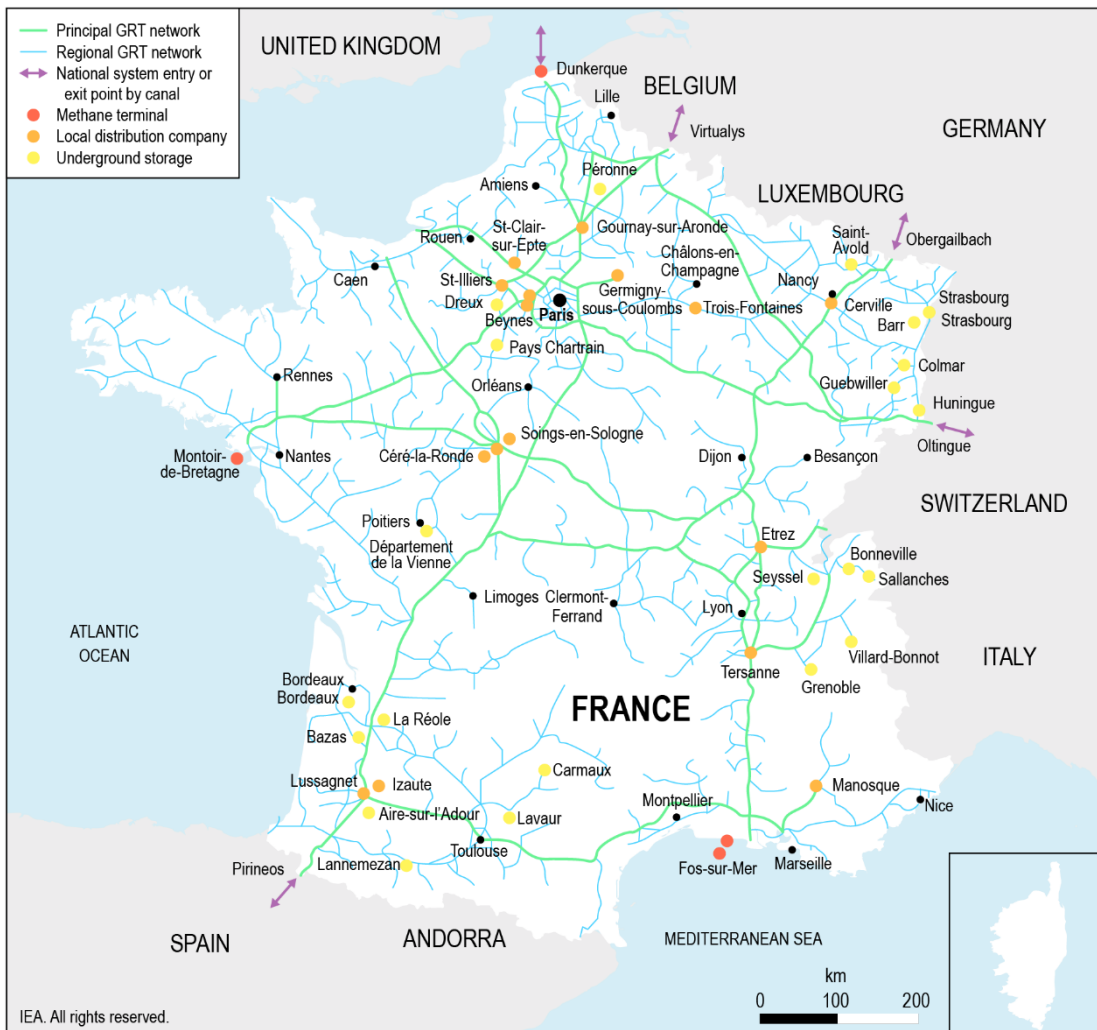 Principal GRT network
Regional GRT network
National system entry or
exit point by canal
Methane terminal
Local distribution company
Underground storage
UNITED KINGDOM
Dunkerque
Lille
BELGIUM
Virtualys
GERMANY
Péronne
Amiens
LUXEMBOURG
St-Clair-
sur-Epte
Gournay-sur-Aronde
Rouen
Saint-
Avold
Obergailbach
Caen
St-Illiers
Châlons-en-
Champagne
Nancy
Germigny-
sous-Coulombs
Dreux
Beynes
Paris
Trois-Fontaines
Cerville
Strasbourg
Barr
Strasbourg
Pays Chartrain
Rennes
Orléans
Colmar
Guebwiller
Huningue
Oltingue
Soings-en-Sologne
Montoir-
de-Bretagne
Nantes
Céré-la-Ronde
Dijon
Besançon
SWITZERLAND
Poitiers
Département
de la Vienne
Etrez
Bonneville
Seyssel
Sallanches
Limoges
Clermont-
Ferrand
Lyon
ATLANTIC
OCEAN
Villard-Bonnot
ITALY
Tersanne
Grenoble
Bordeaux
Bordeaux
FRANCE
La Réole
Bazas
Carmaux
Lussagnet
Izaute
Manosque
Montpellier
Nice
Aire-sur-l'Adour
Lavaur
Toulouse
Marseille
Fos-sur-Mer
Lannemezan
Pirineos
SPAIN
ANDORRA
MEDITERRANEAN SEA
km
0 100 200
IEA. All rights reserved.